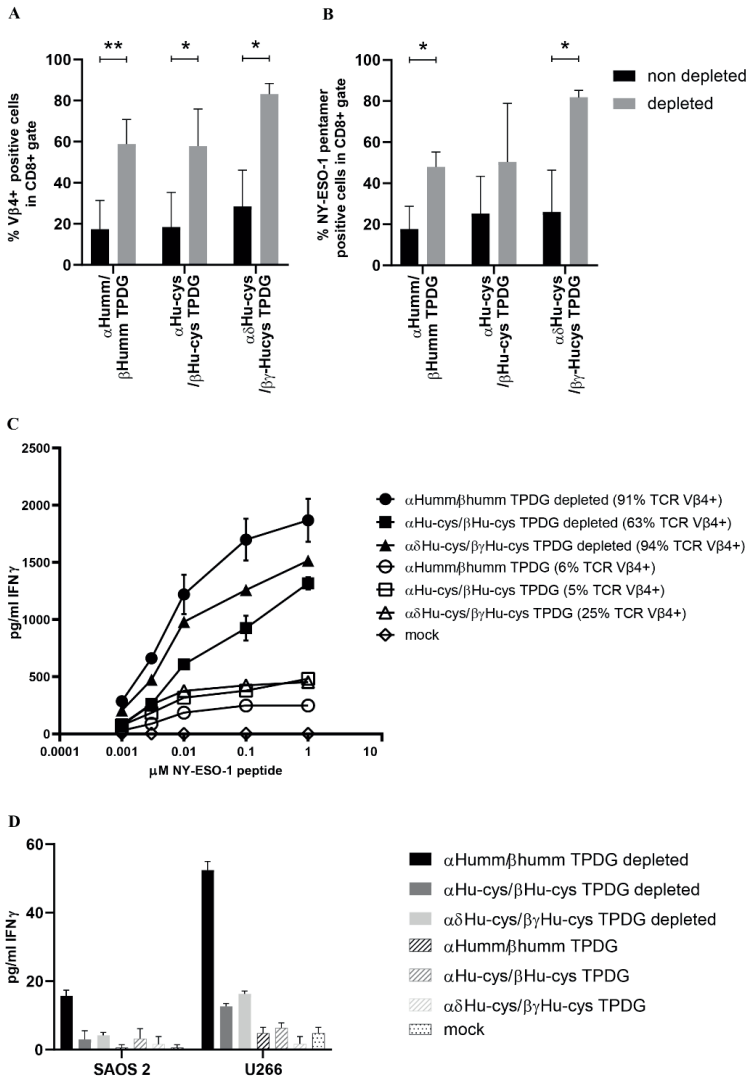 A
B
**
*
*
*
*
% Vβ4+ positive cells
in CD8+ gate
100
80
60
40
20
0
αHumm/
βHumm TPDG
αHu-cys
/βHu-cys TPDG
αδHu-cys
/βγ-Hucys TPDG
% NY-ESO-1 pentamer
positive cells in CD8+ gate
100
80
60
40
20
0
αHumm/
βHumm TPDG
αHu-cys
/βHu-cys TPDG
αδHu-cys
/βγ-Hucys TPDG
non depleted
depleted
C
pg/ml IFNγ
2500
2000
1500
1000
500
0
0.0001
0.001
0.01
0.1
1
10
μM NY-ESO-1 peptide
αHumm/βhumm TPDG depleted (91% TCR Vβ4+)
αHu-cys/βHu-cys TPDG depleted (63% TCR Vβ4+)
αδHu-cys/βγHu-cys TPDG depleted (94% TCR Vβ4+)
αHumm/βhumm TPDG (6% TCR Vβ4+)
αHu-cys/βHu-cys TPDG (5% TCR Vβ4+)
αδHu-cys/βγHu-cys TPDG (25% TCR Vβ4+)
mock
D
pg/ml IFNγ
60
40
20
0
SAOS 2
U266
αHumm/βhumm TPDG depleted
αHu-cys/βHu-cys TPDG depleted
αδHu-cys/βγHu-cys TPDG depleted
αHumm/βhumm TPDG
αHu-cys/βHu-cys TPDG
αδHu-cys/βγHu-cys TPDG
mock